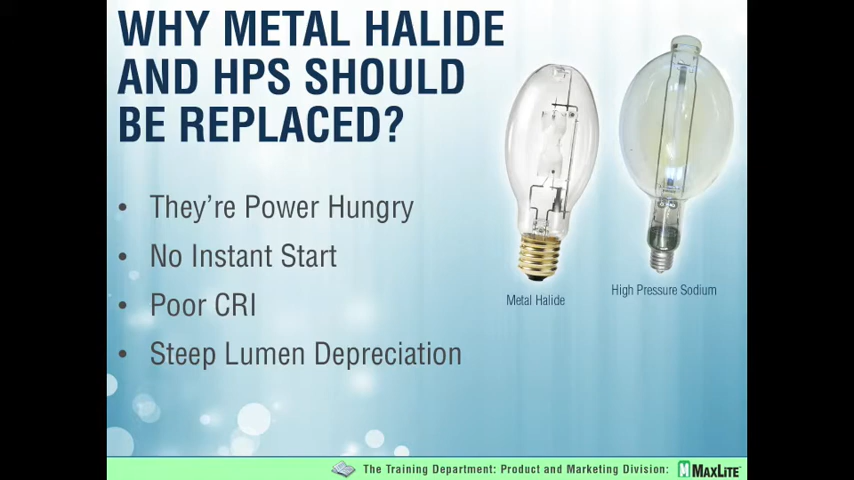 WHY METAL HALIDE
AND HPS SHOULD
BE REPLACED?
• They're Power Hungry
• No Instant Start
• Poor CRI
• Steep Lumen Depreciation
Metal Halide
High Pressure Sodium
The Training Department: Product and Marketing Division:
MAXLITE